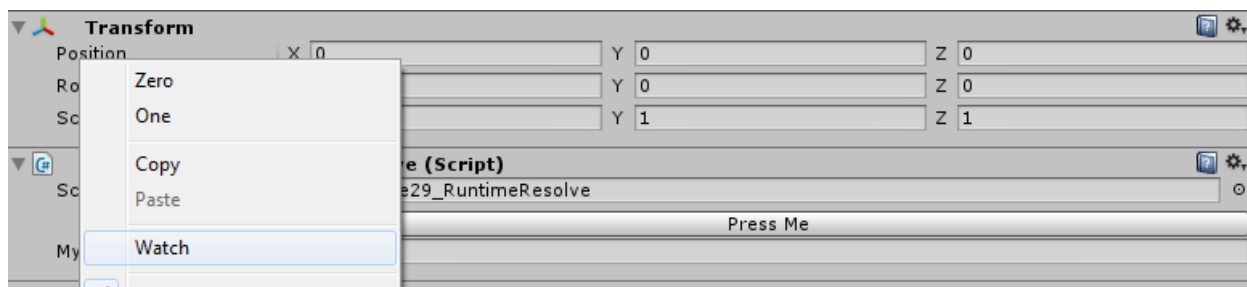 Transform
Position X 0 Y 0 Z 0
Ro Y 0 Z 0
Sc Y 1 Z 1
Zero
One
Copy
Paste
Watch
e (Script)
Sc e29_RuntimeResolve
Press Me
My